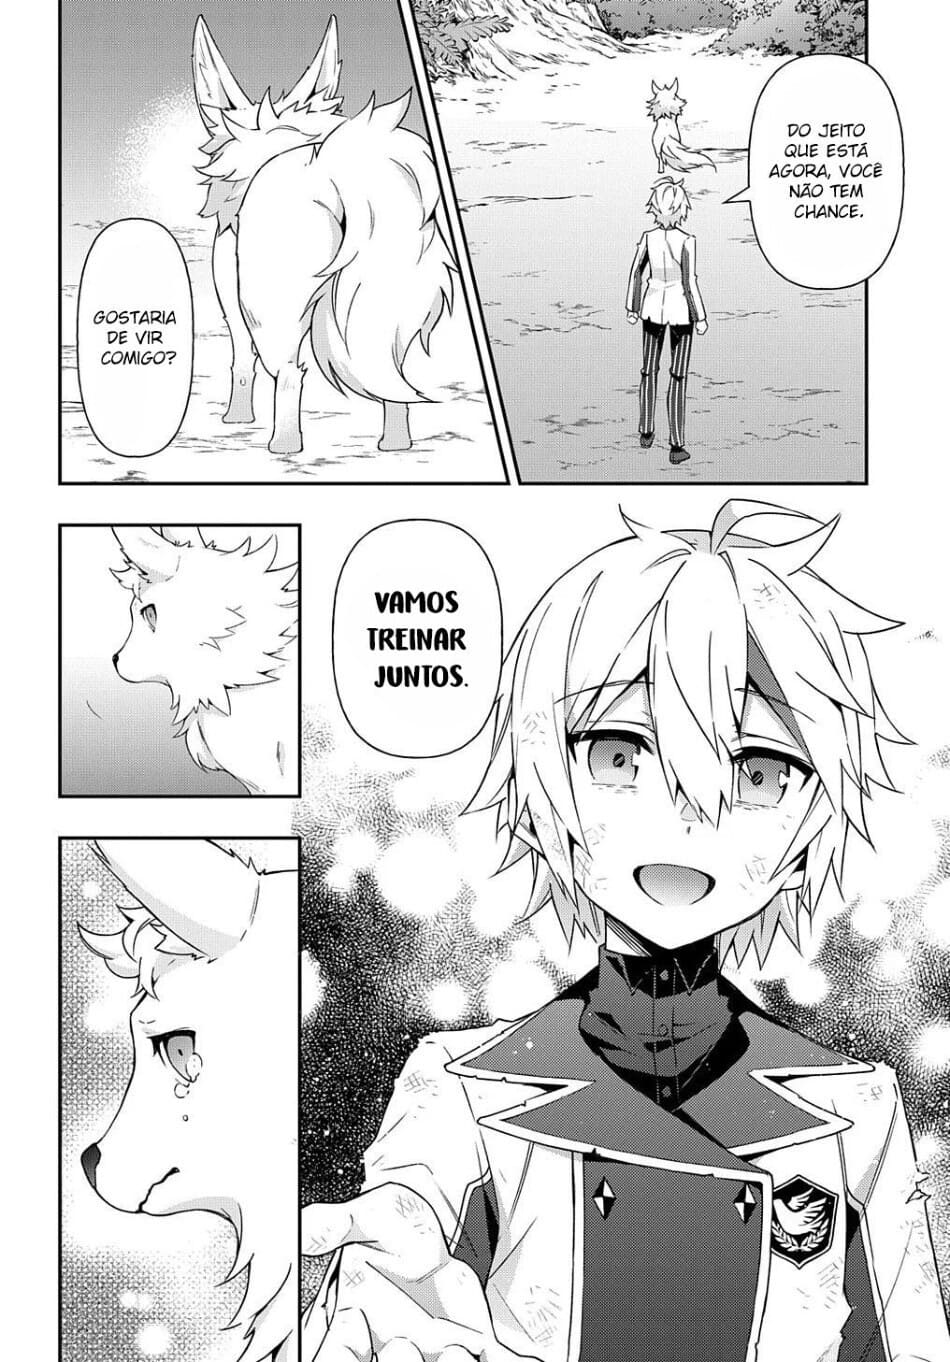 DO JEITO
QUE ESTÁ
AGORA, VOCÊ
NÃO TEM
CHANCE.
GOSTARIA
DE VIR
COMIGO?
VAMOS
TREINAR
JUNTOS.